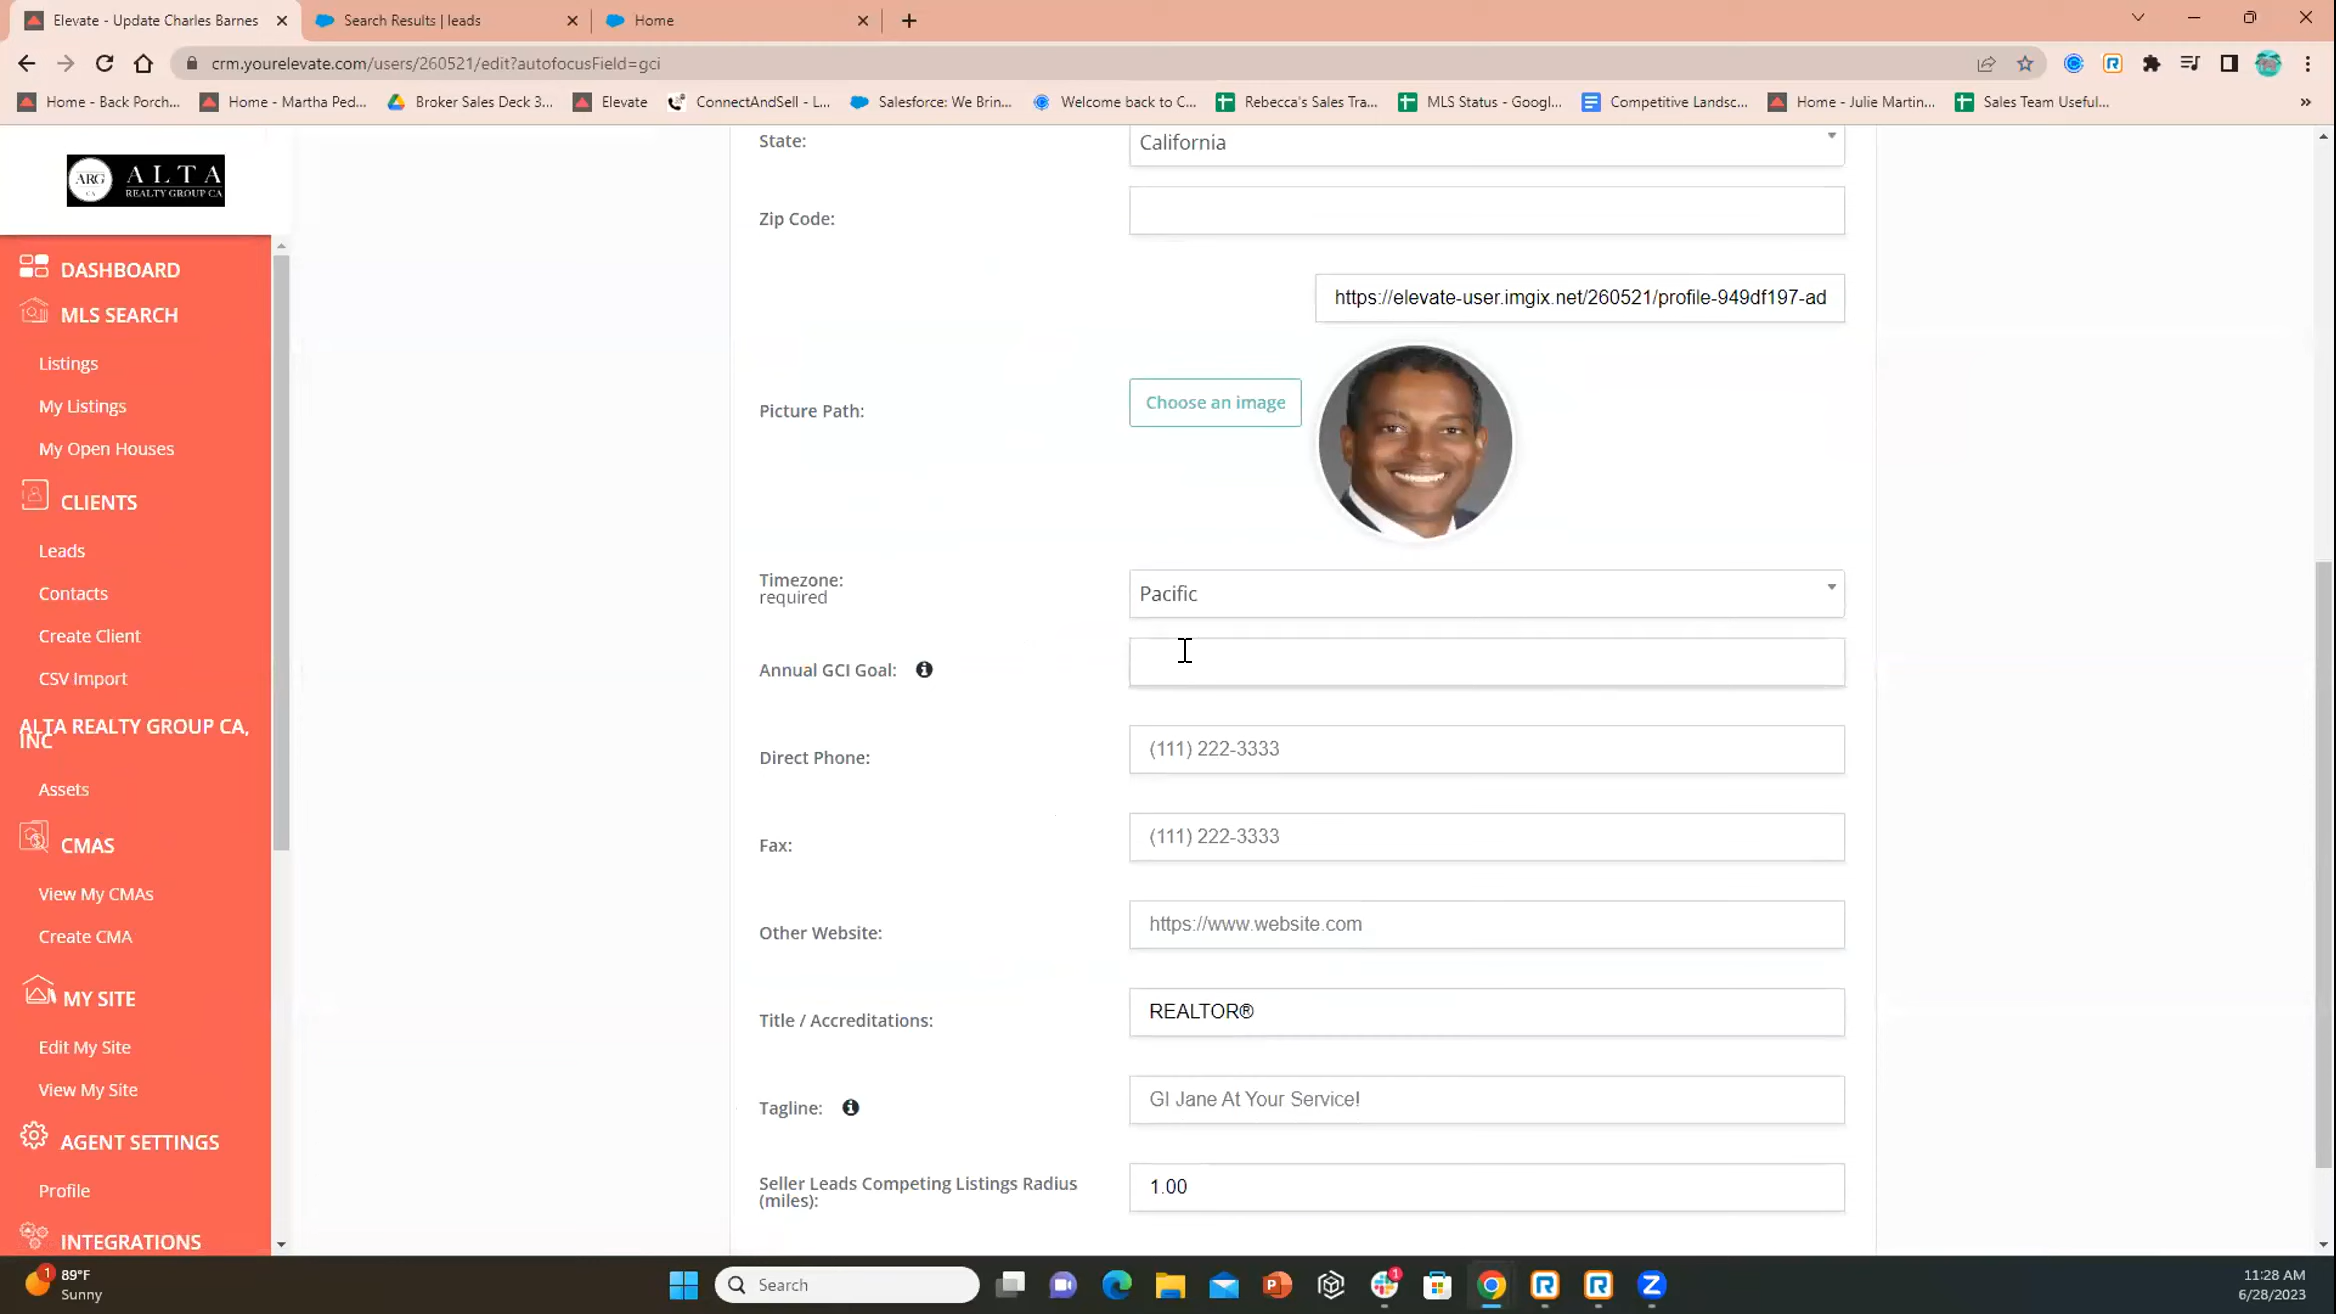 Elevate - Update Charles Barnes
Search Results | leads
Home
crm.yourelevate.com/users/260521/edit?autofocusField=gci
Home - Back Porch...
Home - Martha Ped...
Broker Sales Deck 3...
Elevate
ConnectAndSell - L...
Salesforce: We Brin...
Welcome back to C...
Rebecca's Sales Tra...
MLS Status - Googl...
Competitive Landsc...
Home - Julie Martin...
Sales Team Useful...
»
ARG
CA
ALTA
REALTY GROUP CA
DASHBOARD
MLS SEARCH
Listings
My Listings
My Open Houses
CLIENTS
Leads
Contacts
Create Client
CSV Import
ALTA REALTY GROUP CA,
INC
Assets
CMAS
View My CMAs
Create CMA
MY SITE
Edit My Site
View My Site
AGENT SETTINGS
Profile
INTEGRATIONS
State:
California
Zip Code:
https://elevate-user.imgix.net/260521/profile-949df197-ad
Picture Path:
Choose an image
Timezone:
required
Pacific
Annual GCI Goal:
Direct Phone:
(111) 222-3333
Fax:
(111) 222-3333
Other Website:
https://www.website.com
Title / Accreditations:
REALTOR®
Tagline:
GI Jane At Your Service!
Seller Leads Competing Listings Radius
(miles):
1.00
1
89°F
Sunny
Search
1
11:28 AM
6/28/2023